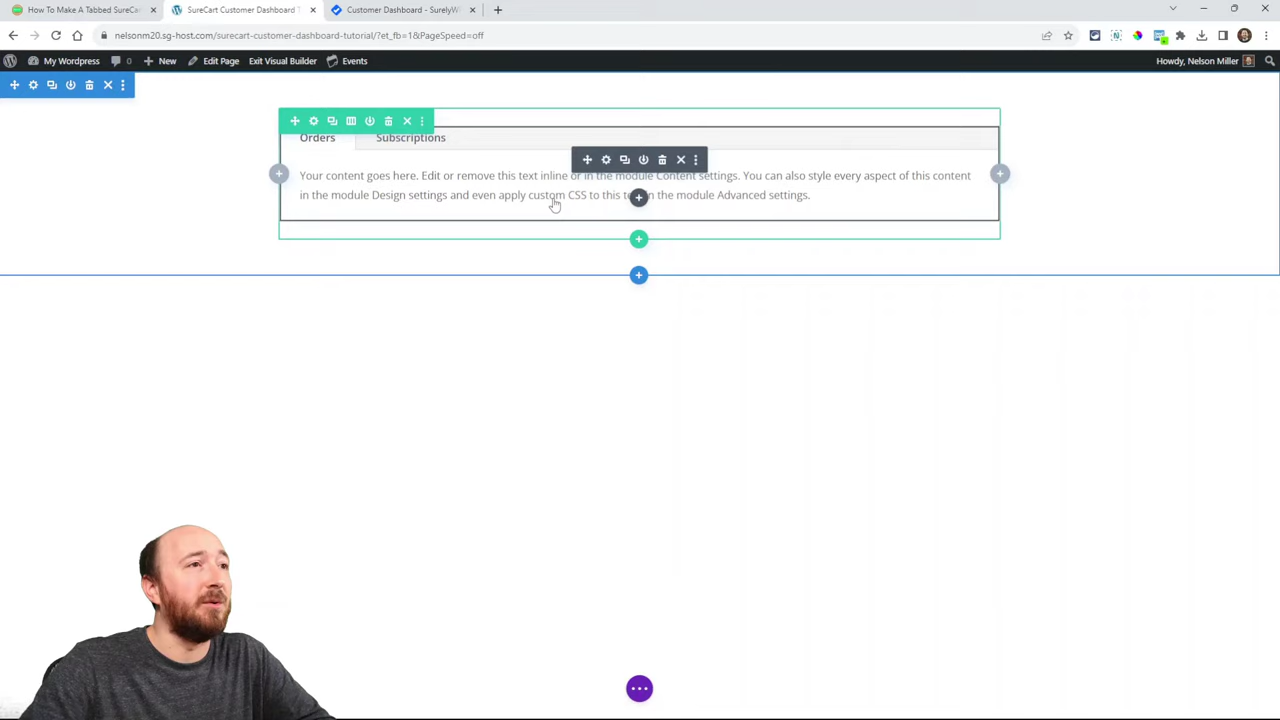 How To Make A Tabbed SureCar
SureCart Customer Dashboard T
Customer Dashboard - SurelyW
nelsonm20.sg-host.com/surecart-customer-dashboard-tutorial/?et_fb=1&PageSpeed=off
My Wordpress 0 New Edit Page Exit Visual Builder Events Howdy, Nelson Miller
Orders Subscriptions
Your content goes here. Edit or remove this text inline or in the module Content settings. You can also style every aspect of this content
in the module Design settings and even apply custom CSS to this te in the module Advanced settings.